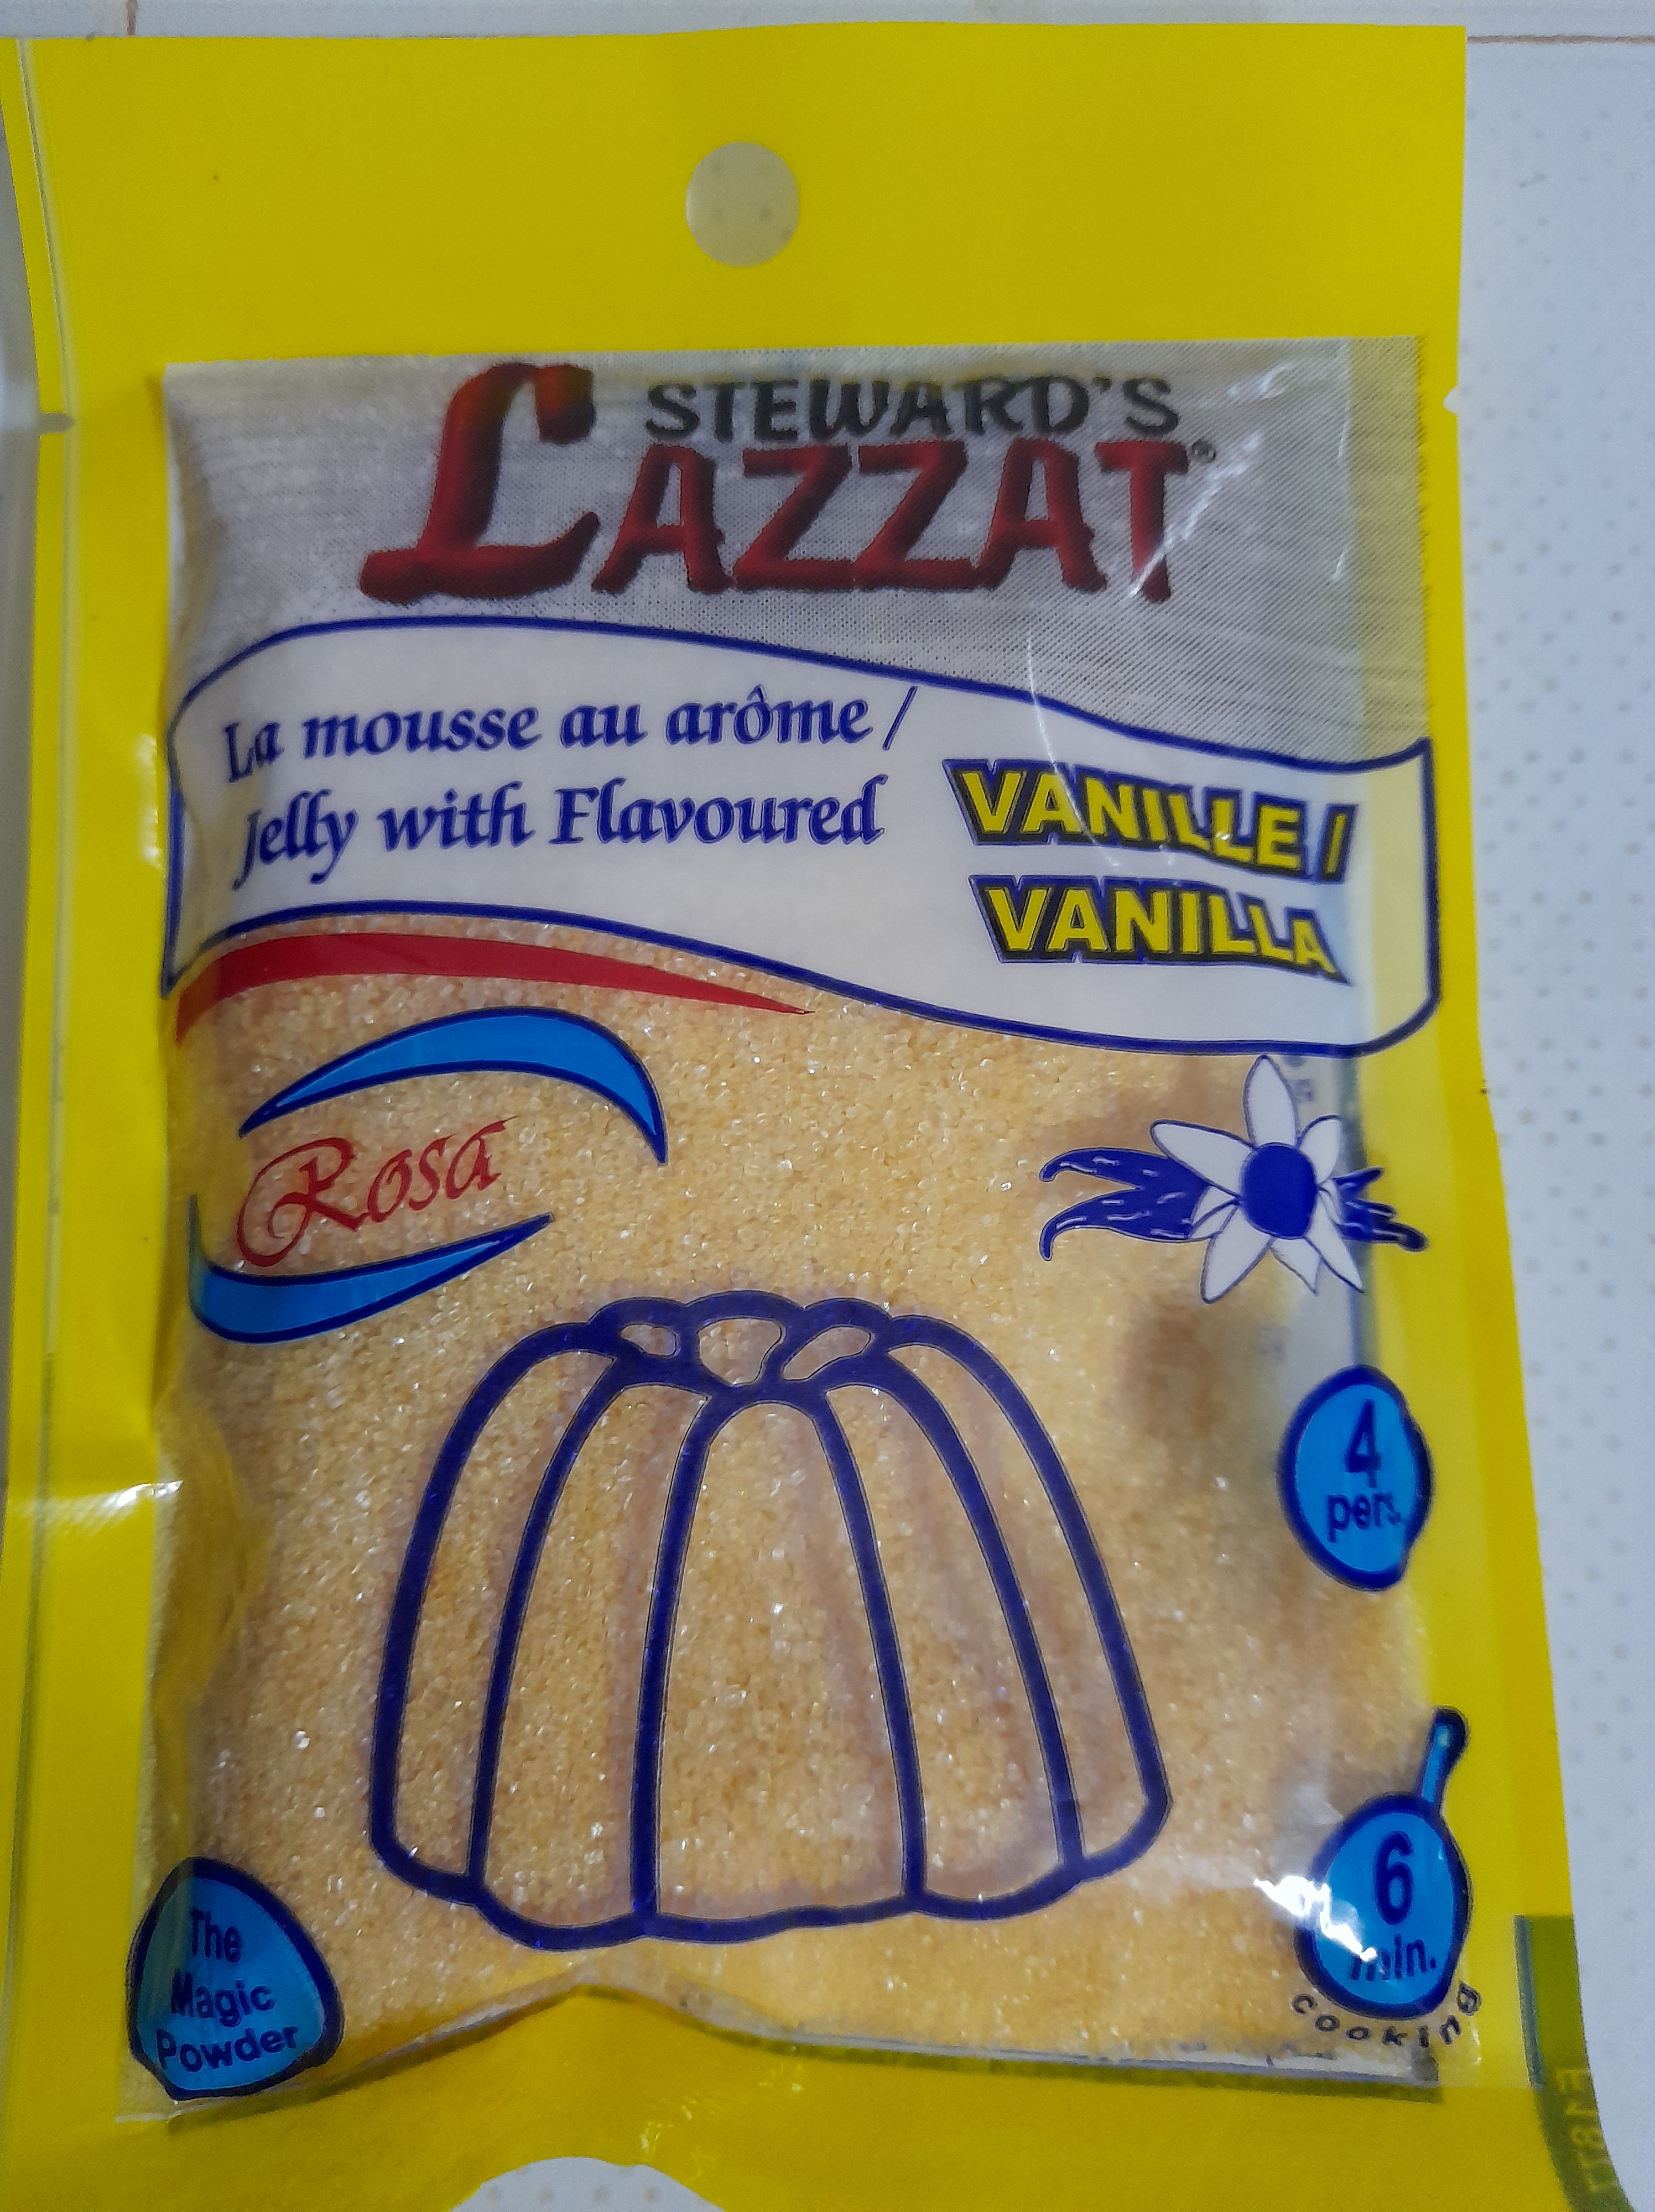 STEWARD'S
LAZZAT®
La mousse au arôme /
Jelly with Flavoured
VANILLE /
VANILLA
Rosa
4
pers.
6
min.
cooking
The
Magic
Powder